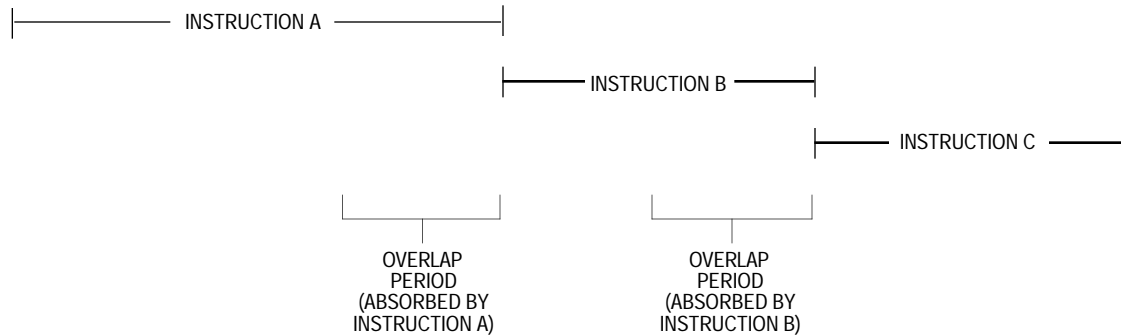 INSTRUCTION A
INSTRUCTION B
INSTRUCTION C
OVERLAP
PERIOD
(ABSORBED BY
INSTRUCTION A)
OVERLAP
PERIOD
(ABSORBED BY
INSTRUCTION B)